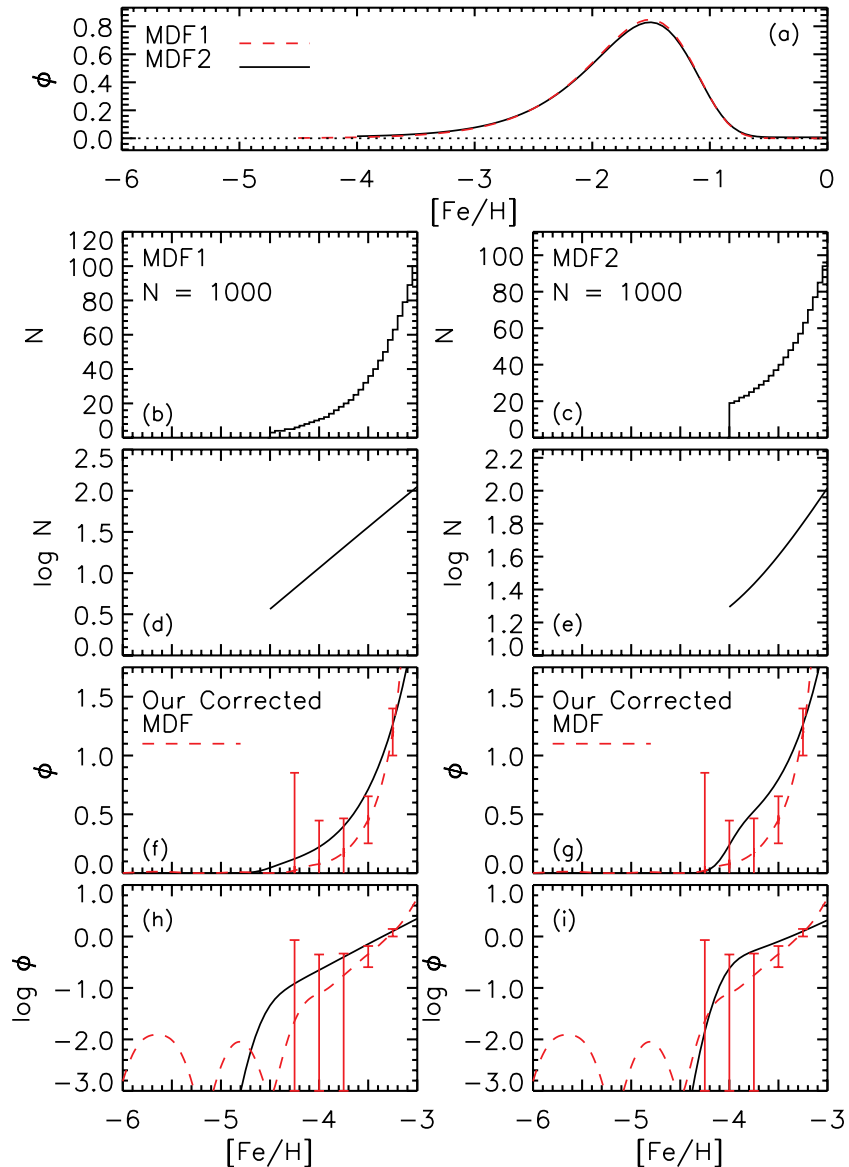 MDF1
MDF2
(a)
ϕ
0.8
0.6
0.4
0.2
0.0
−6 −5 −4 −3 −2 −1 0
[Fe/H]
MDF1
N = 1000
(b)
N
120
100
80
60
40
20
0
MDF2
N = 1000
(c)
N
100
80
60
40
20
0
(d)
log N
2.5
2.0
1.5
1.0
0.5
0.0
(e)
log N
2.2
2.0
1.8
1.6
1.4
1.2
1.0
Our Corrected
MDF
(f)
ϕ
1.5
1.0
0.5
0.0
Our Corrected
MDF
(g)
ϕ
1.5
1.0
0.5
0.0
(h)
log ϕ
1.0
0.0
−1.0
−2.0
−3.0
−6 −5 −4 −3
[Fe/H]
(i)
log ϕ
1.0
0.0
−1.0
−2.0
−3.0
−6 −5 −4 −3
[Fe/H]